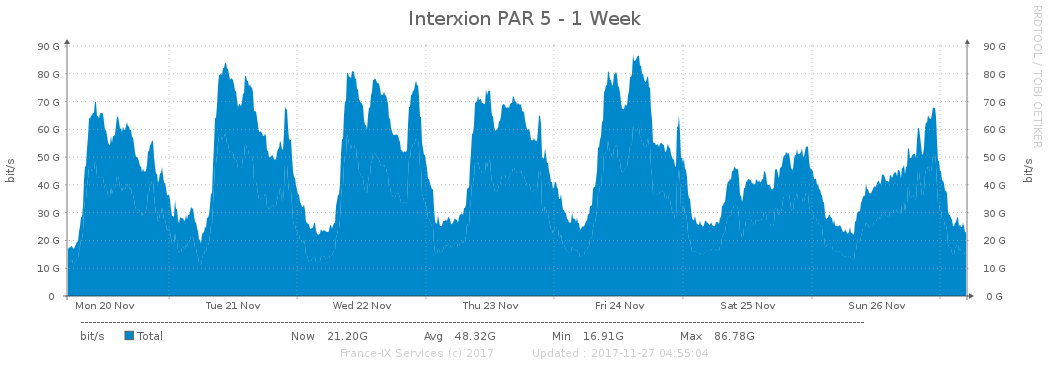 Interxion PAR 5 - 1 Week
RRDTOOL / TOBI OETIKER
bit/s
90 G 90 G
80 G 80 G
70 G 70 G
60 G 60 G
50 G 50 G
40 G 40 G
30 G 30 G
20 G 20 G
10 G 10 G
0 0 G
bit/s
Mon 20 Nov Tue 21 Nov Wed 22 Nov Thu 23 Nov Fri 24 Nov Sat 25 Nov Sun 26 Nov
bit/s Total Now 21.20G Avg 48.32G Min 16.91G Max 86.78G
France-IX Services (c) 2017 Updated : 2017-11-27 04:55:04